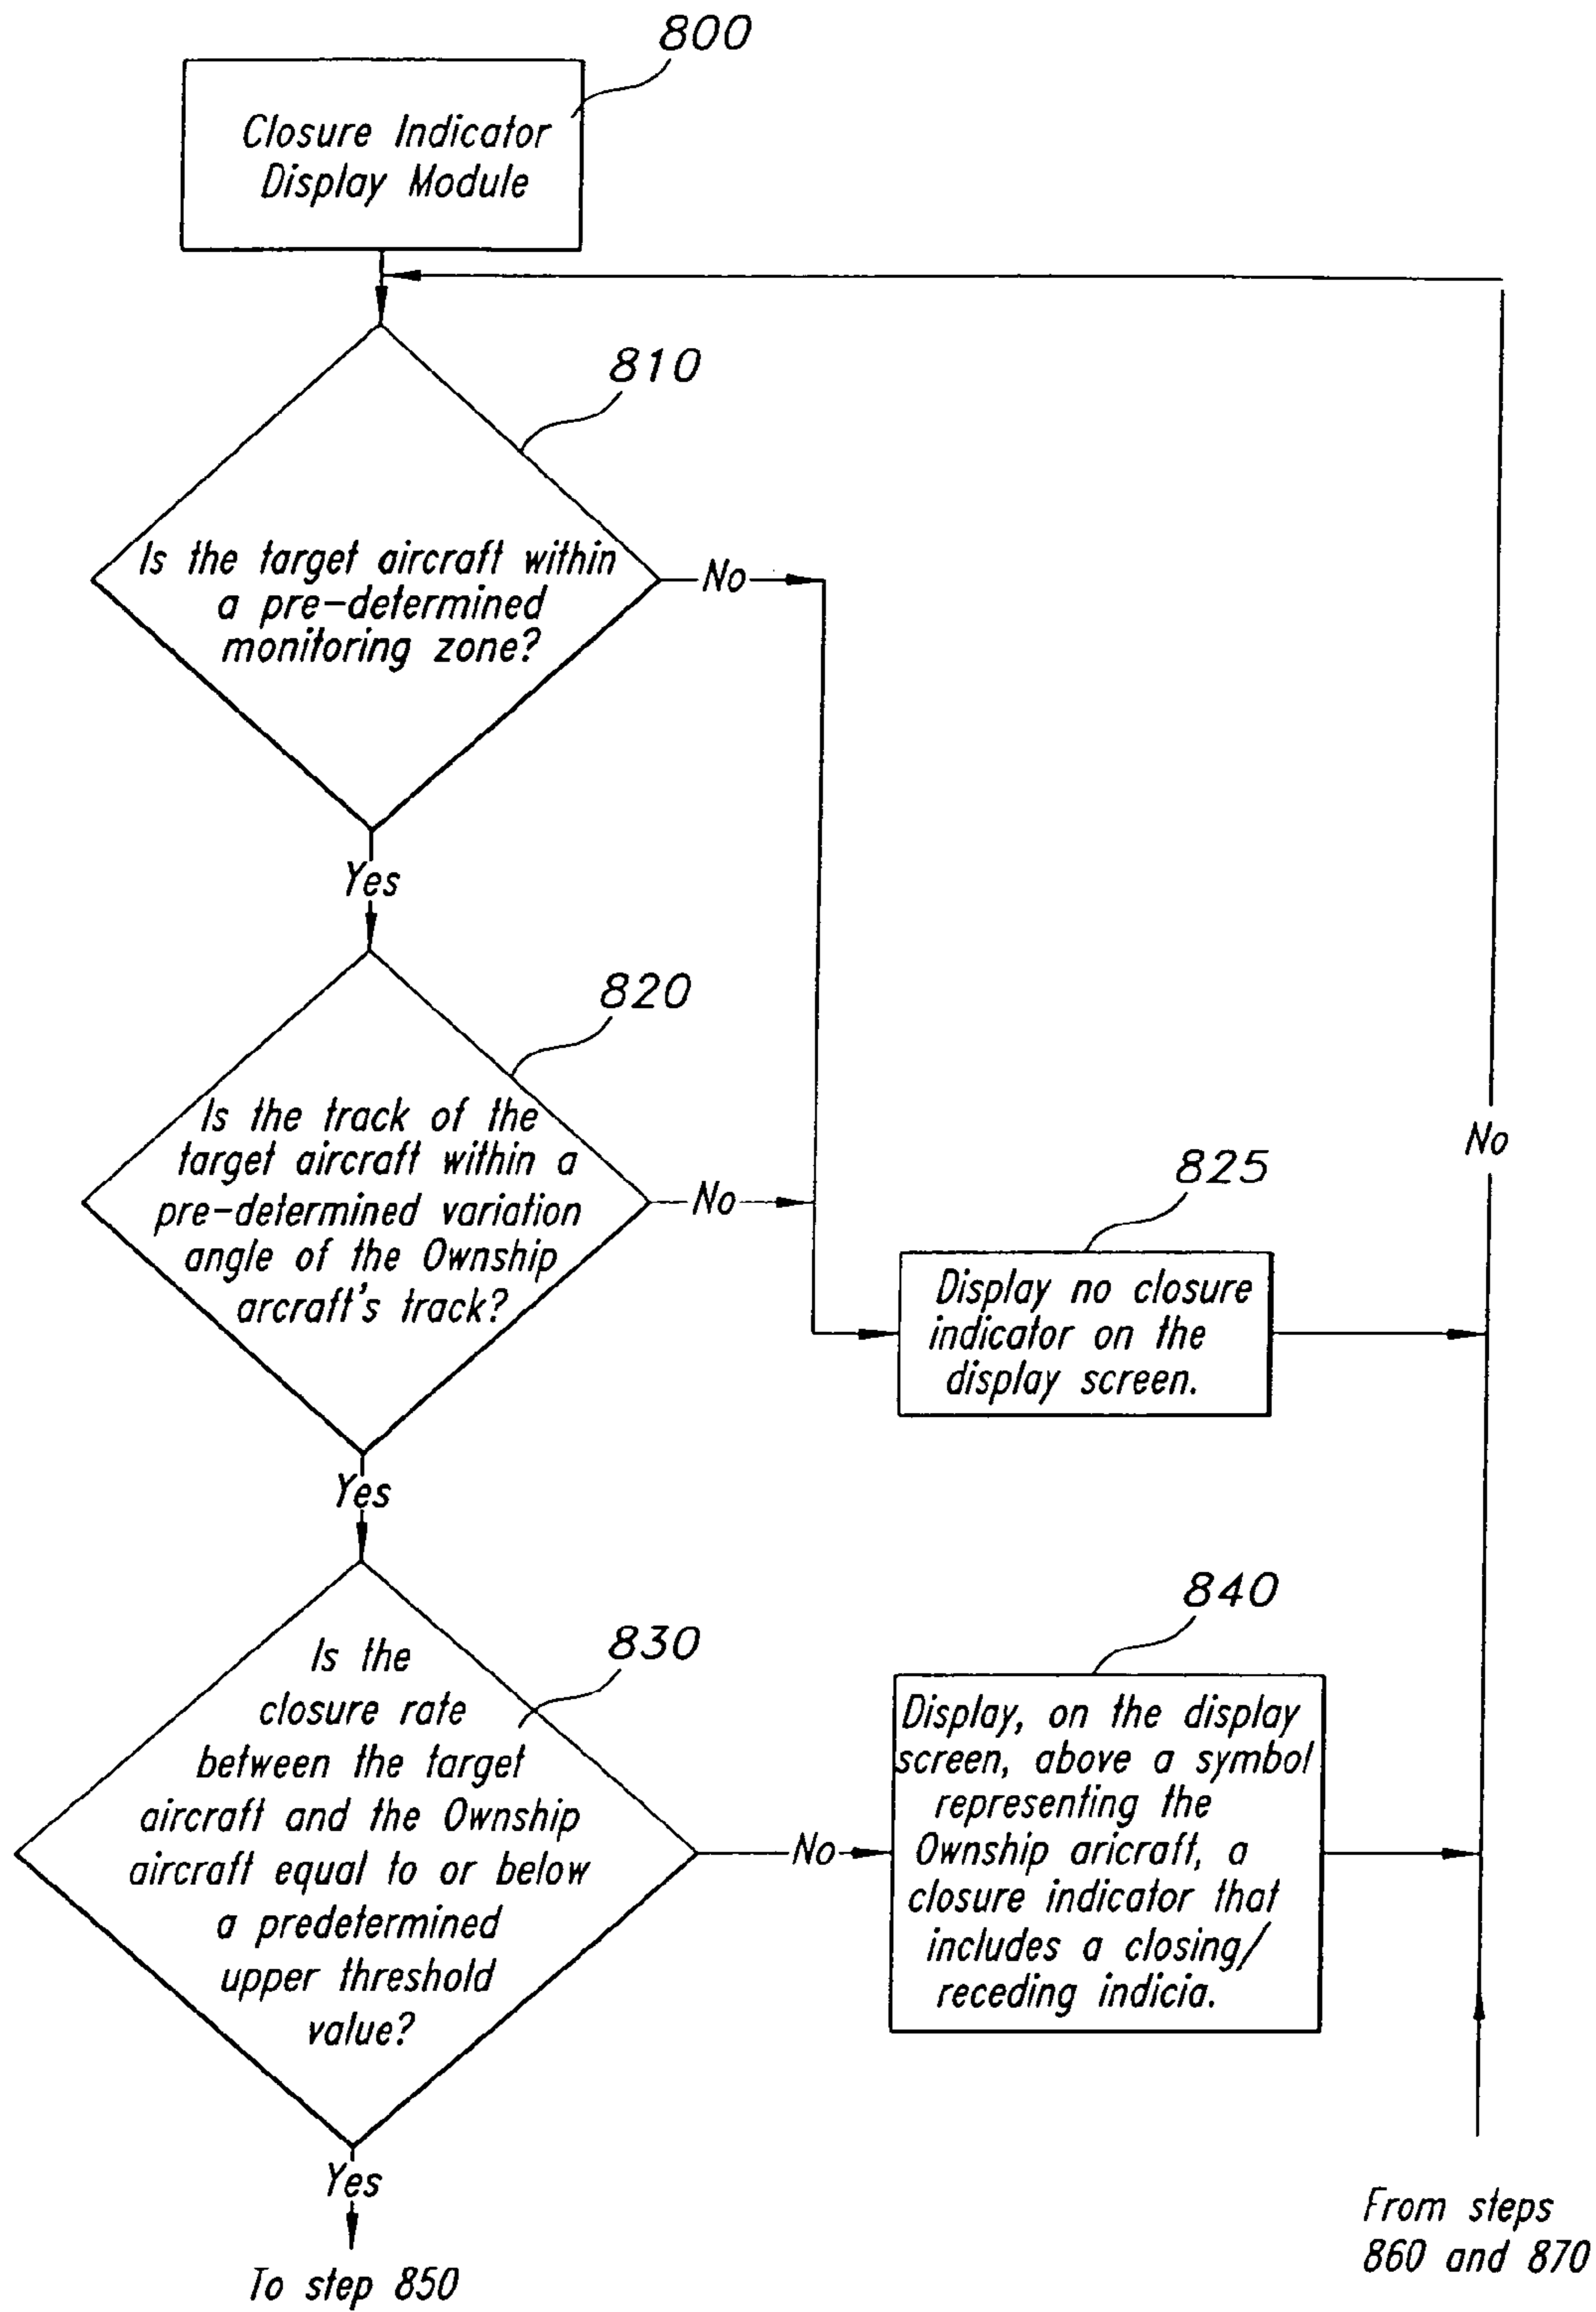 800
Closure Indicator
Display Module
810
Is the target aircraft within
a pre-determined
monitoring zone?
No
Yes
820
Is the track of the
target aircraft within a
pre-determined variation
angle of the Ownship
arcraft's track?
No
No
825
Display no closure
indicator on the
display screen.
Yes
830
Is the
closure rate
between the target
aircraft and the Ownship
aircraft equal to or below
a predetermined
upper threshold
value?
No
840
Display, on the display
screen, above a symbol
representing the
Ownship aricraft, a
closure indicator that
includes a closing/
receding indicia.
Yes
To step 850
From steps
860 and 870